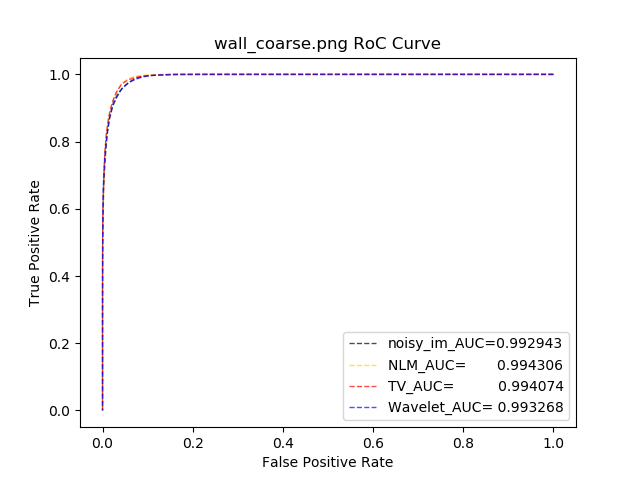 wall_coarse.png RoC Curve
1.0
0.8
0.6
0.4
0.2
0.0
True Positive Rate
noisy_im_AUC=0.992943
NLM_AUC= 0.994306
TV_AUC= 0.994074
Wavelet_AUC= 0.993268
0.0 0.2 0.4 0.6 0.8 1.0
False Positive Rate